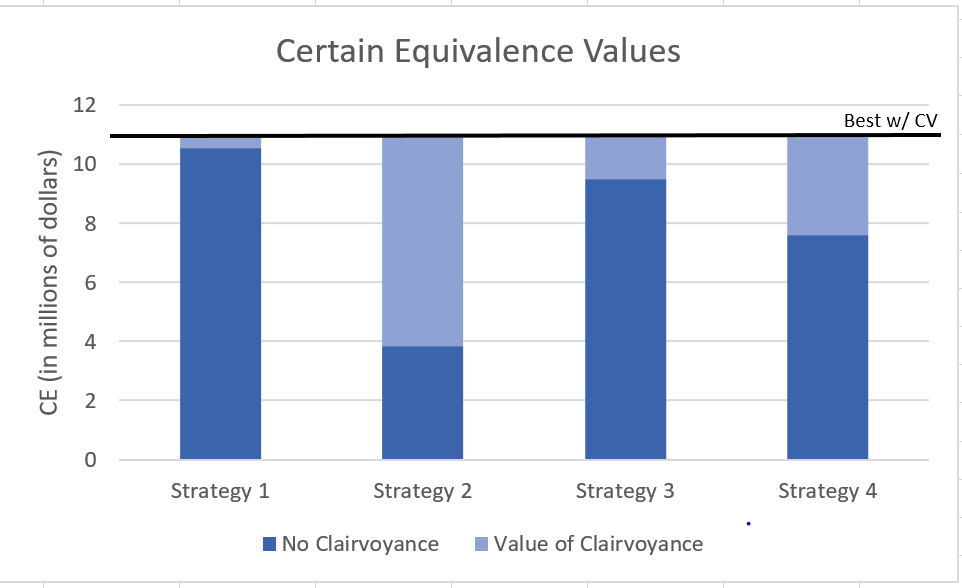 Certain Equivalence Values
CE (in millions of dollars)
12
10
8
6
4
2
0
Best w/ CV
Strategy 1 Strategy 2 Strategy 3 Strategy 4
No Clairvoyance Value of Clairvoyance